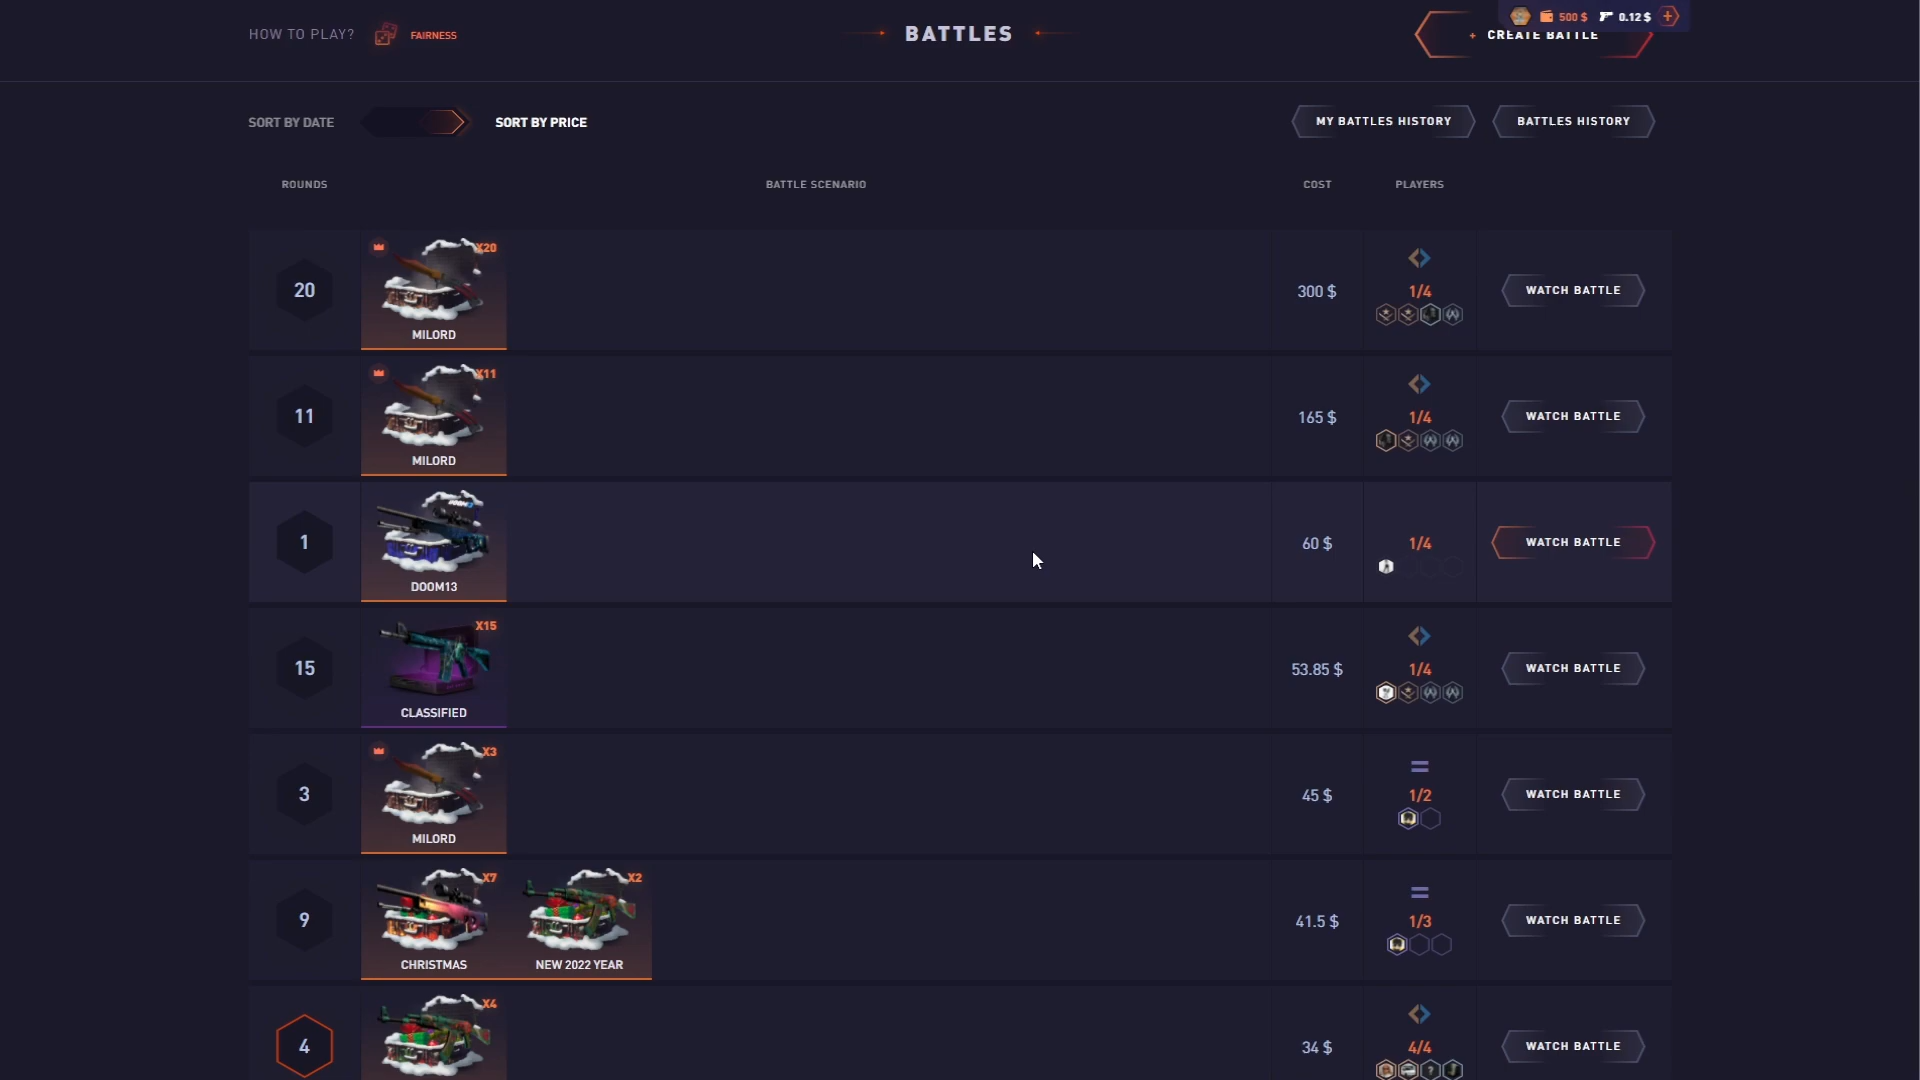 HOW TO PLAY?
FAIRNESS
BATTLES
500 $
0.12 $
+
+ CREATE BATTLE
SORT BY DATE
SORT BY PRICE
MY BATTLES HISTORY
BATTLES HISTORY
ROUNDS
BATTLE SCENARIO
COST
PLAYERS
20
X20
MILORD
300 $
1/4
WATCH BATTLE
11
X11
MILORD
165 $
1/4
WATCH BATTLE
1
DOOM13
DOOM13
60 $
1/4
WATCH BATTLE
15
X15
CLASSIFIED
53.85 $
1/4
WATCH BATTLE
3
X3
MILORD
45 $
1/2
WATCH BATTLE
9
X7
CHRISTMAS
X2
NEW 2022 YEAR
41.5 $
1/3
WATCH BATTLE
4
X4
34 $
4/4
?
WATCH BATTLE